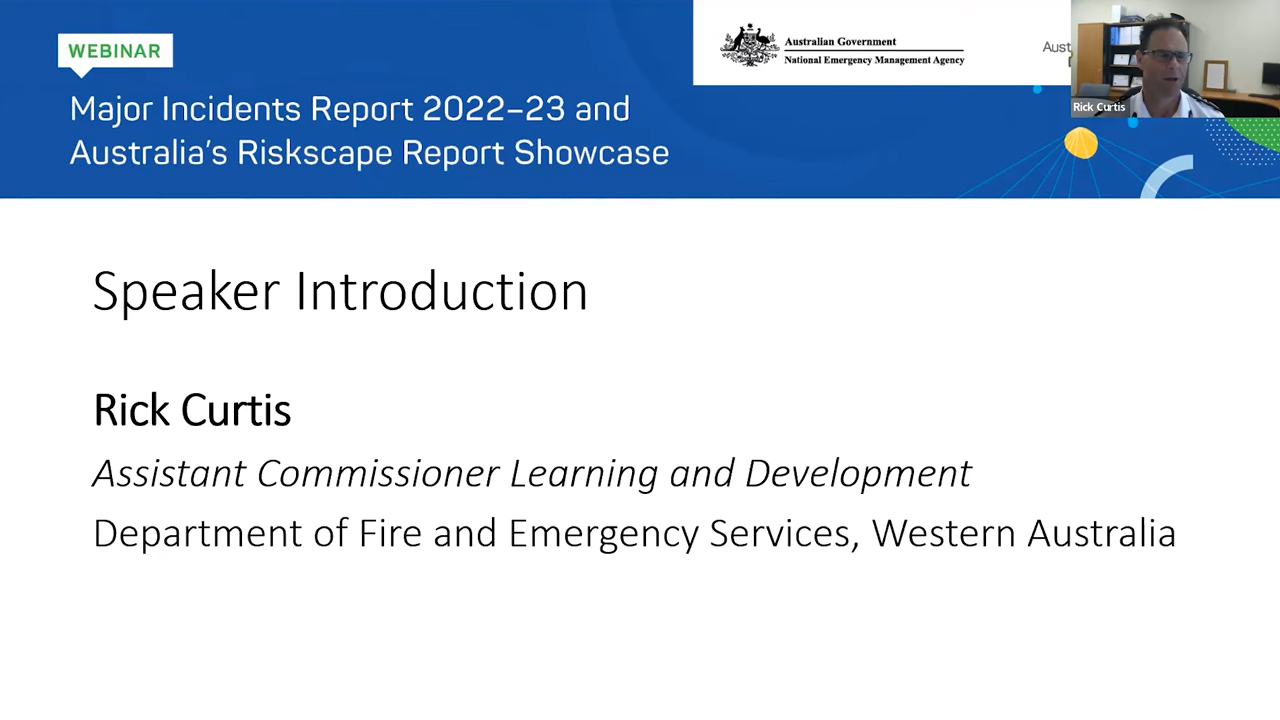 WEBINAR
Major Incidents Report 2022–23 and
Australia's Riskscape Report Showcase
Australian Government
National Emergency Management Agency
Rick Curtis
Speaker Introduction
Rick Curtis
Assistant Commissioner Learning and Development
Department of Fire and Emergency Services, Western Australia